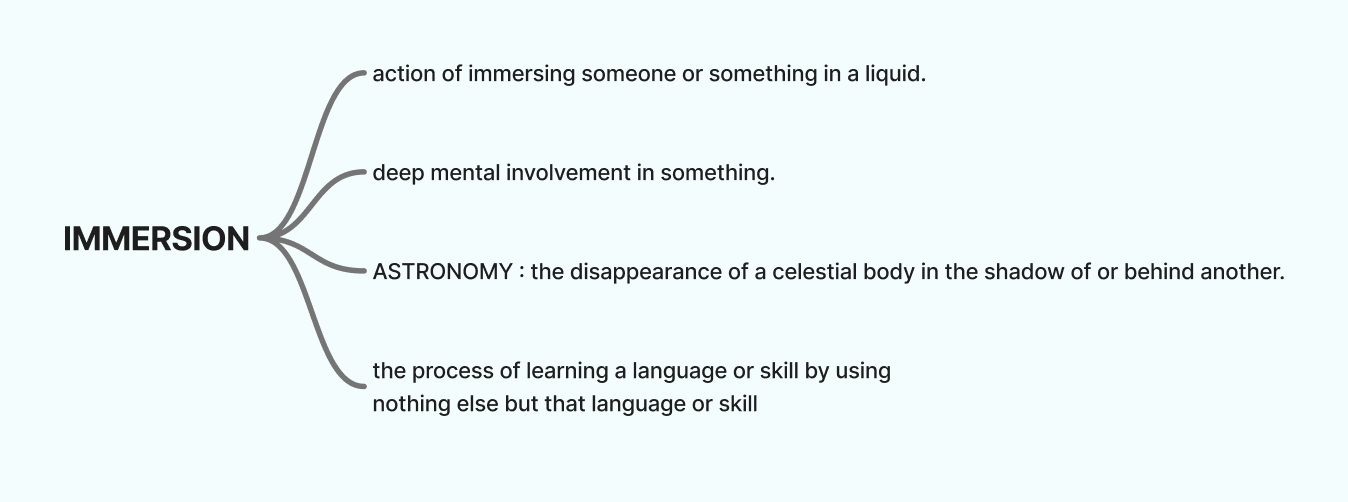 action of immersing someone or something in a liquid.
deep mental involvement in something.
IMMERSION
ASTRONOMY : the disappearance of a celestial body in the shadow of or behind another.
the process of learning a language or skill by using
nothing else but that language or skill